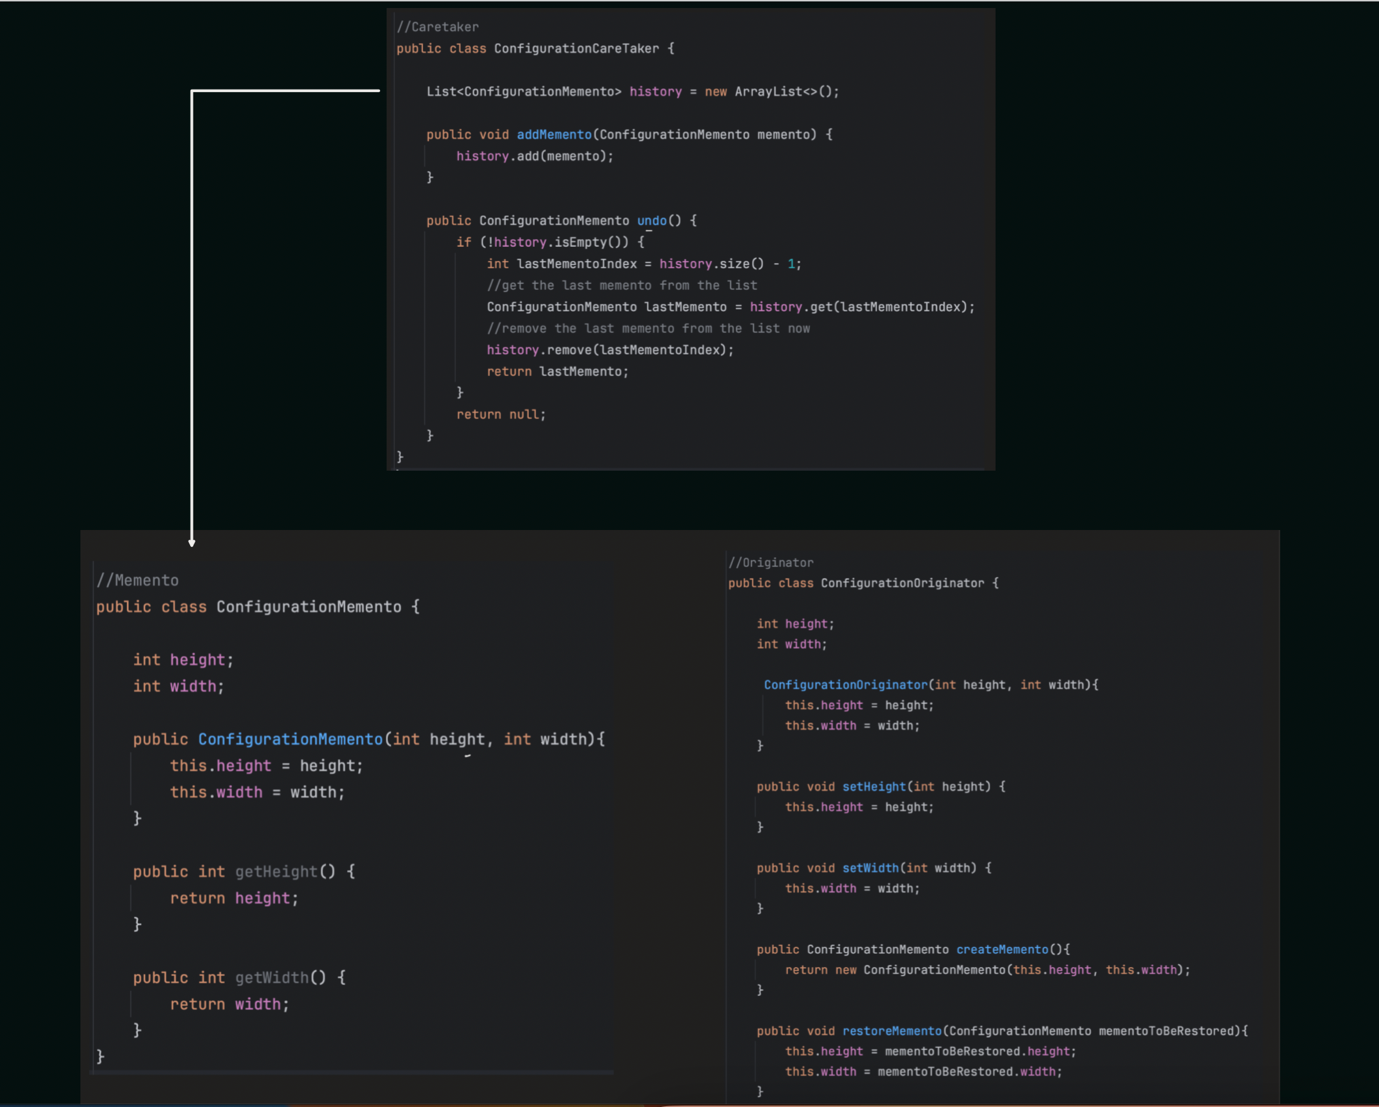 //Caretaker
public class ConfigurationCareTaker {
List<ConfigurationMemento> history = new ArrayList<>();
public void addMemento(ConfigurationMemento memento) {
history.add(memento);
}
public ConfigurationMemento undo() {
if (!history.isEmpty()) {
int lastMementoIndex = history.size() - 1;
//get the last memento from the list
ConfigurationMemento lastMemento = history.get(lastMementoIndex);
//remove the last memento from the list now
history.remove(lastMementoIndex);
return lastMemento;
}
return null;
}
}
//Memento
public class ConfigurationMemento {
int height;
int width;
public ConfigurationMemento(int height, int width){
this.height = height;
this.width = width;
}
public int getHeight() {
return height;
}
public int getWidth() {
return width;
}
}
//Originator
public class ConfigurationOriginator {
int height;
int width;
ConfigurationOriginator(int height, int width){
this.height = height;
this.width = width;
}
public void setHeight(int height) {
this.height = height;
}
public void setWidth(int width) {
this.width = width;
}
public ConfigurationMemento createMemento(){
return new ConfigurationMemento(this.height, this.width);
}
public void restoreMemento(ConfigurationMemento mementoToBeRestored){
this.height = mementoToBeRestored.height;
this.width = mementoToBeRestored.width;
}